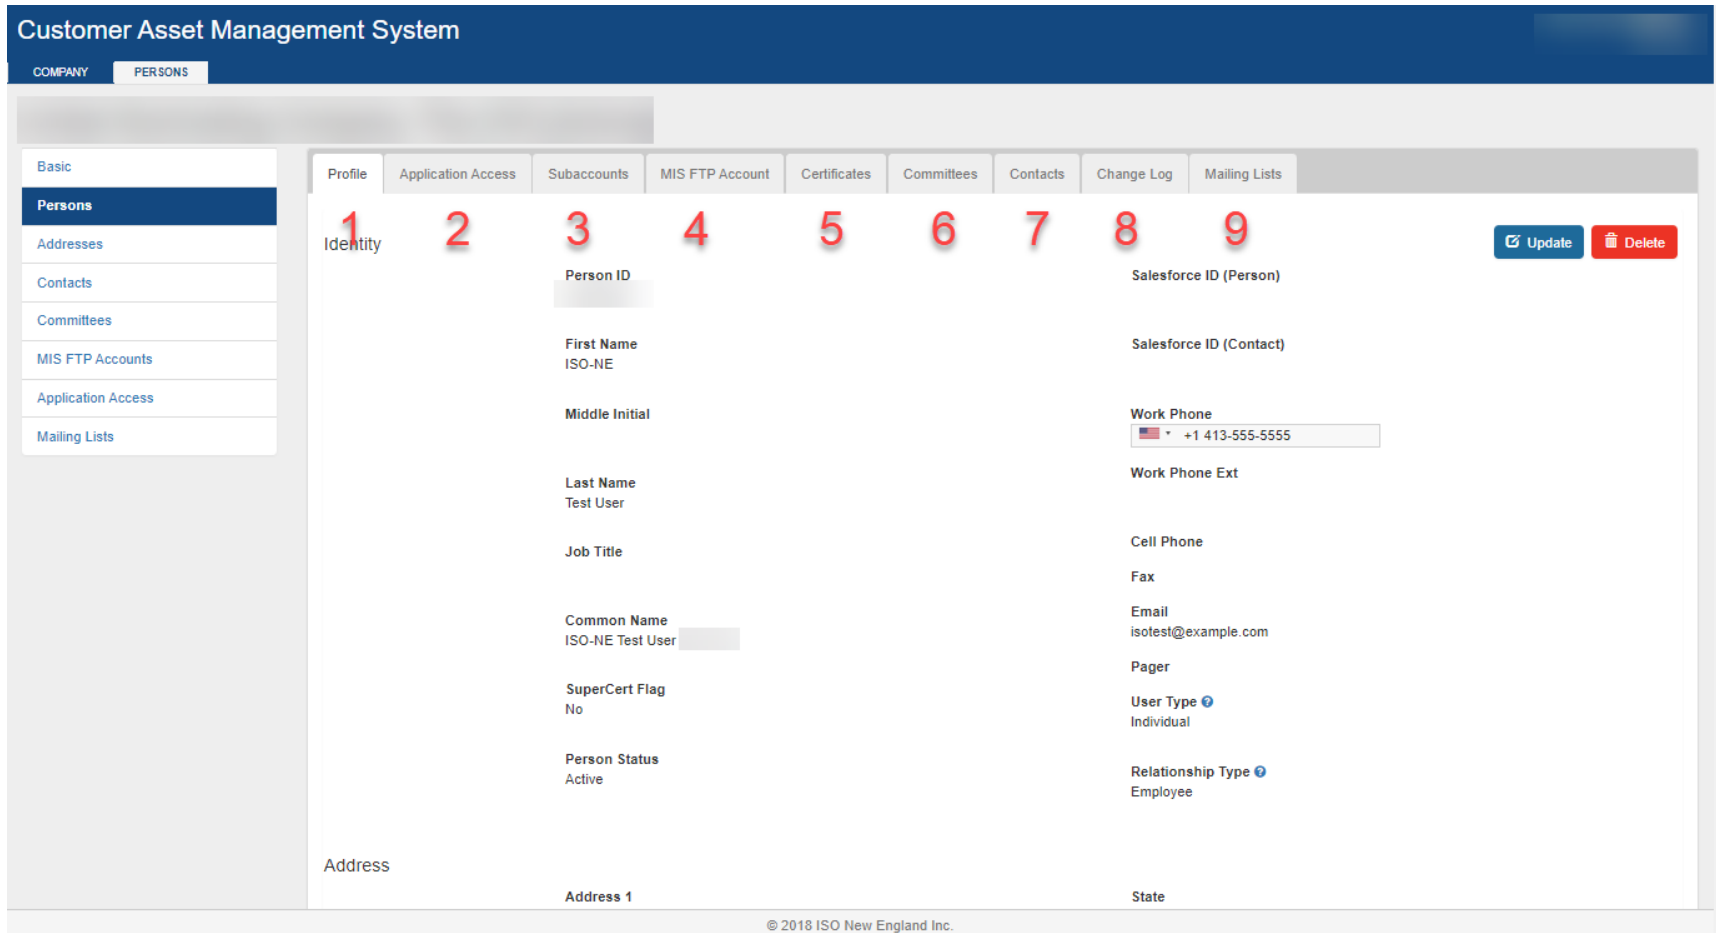 Customer Asset Management System
COMPANY PERSONS
Basic
Persons
Addresses
Contacts
Committees
MIS FTP Accounts
Application Access
Mailing Lists
Profile Application Access Subaccounts MIS FTP Account Certificates Committees Contacts Change Log Mailing Lists
1 2 3 4 5 6 7 8 9
Identity
Update Delete
Person ID
First Name
ISO-NE
Middle Initial
Last Name
Test User
Job Title
Common Name
ISO-NE Test User
SuperCert Flag
No
Person Status
Active
Salesforce ID (Person)
Salesforce ID (Contact)
Work Phone
+1 413-555-5555
Work Phone Ext
Cell Phone
Fax
Email
isotest@example.com
Pager
User Type ?
Individual
Relationship Type ?
Employee
Address
Address 1
State
© 2018 ISO New England Inc.